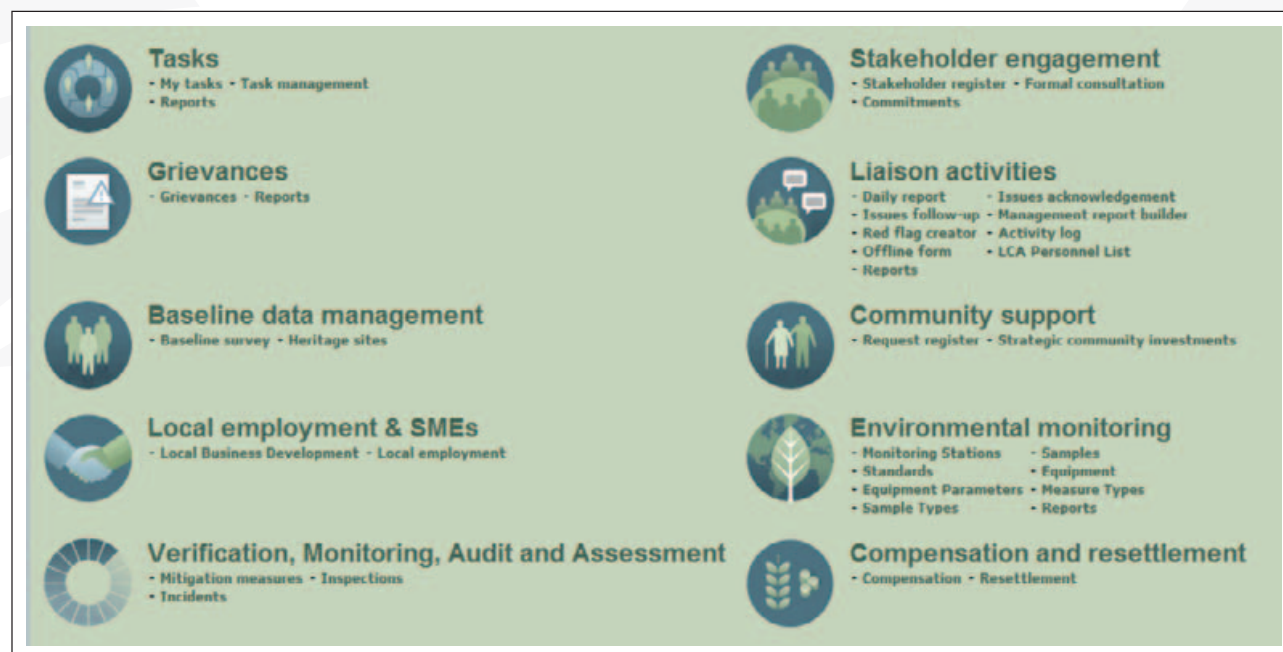 Tasks
- My tasks - Task management
- Reports
Stakeholder engagement
- Stakeholder register - Formal consultation
- Commitments
Grievances
- Grievances - Reports
Liaison activities
- Daily report - Issues acknowledgement
- Issues follow-up - Management report builder
- Red flag creator - Activity log
- Offline form - LCA Personnel List
- Reports
Baseline data management
- Baseline survey - Heritage sites
Community support
- Request register - Strategic community investments
Local employment & SMEs
- Local Business Development - Local employment
Environmental monitoring
- Monitoring Stations - Samples
- Standards - Equipment
- Equipment Parameters - Measure Types
- Sample Types - Reports
Verification, Monitoring, Audit and Assessment
- Mitigation measures - Inspections
- Incidents
Compensation and resettlement
- Compensation - Resettlement